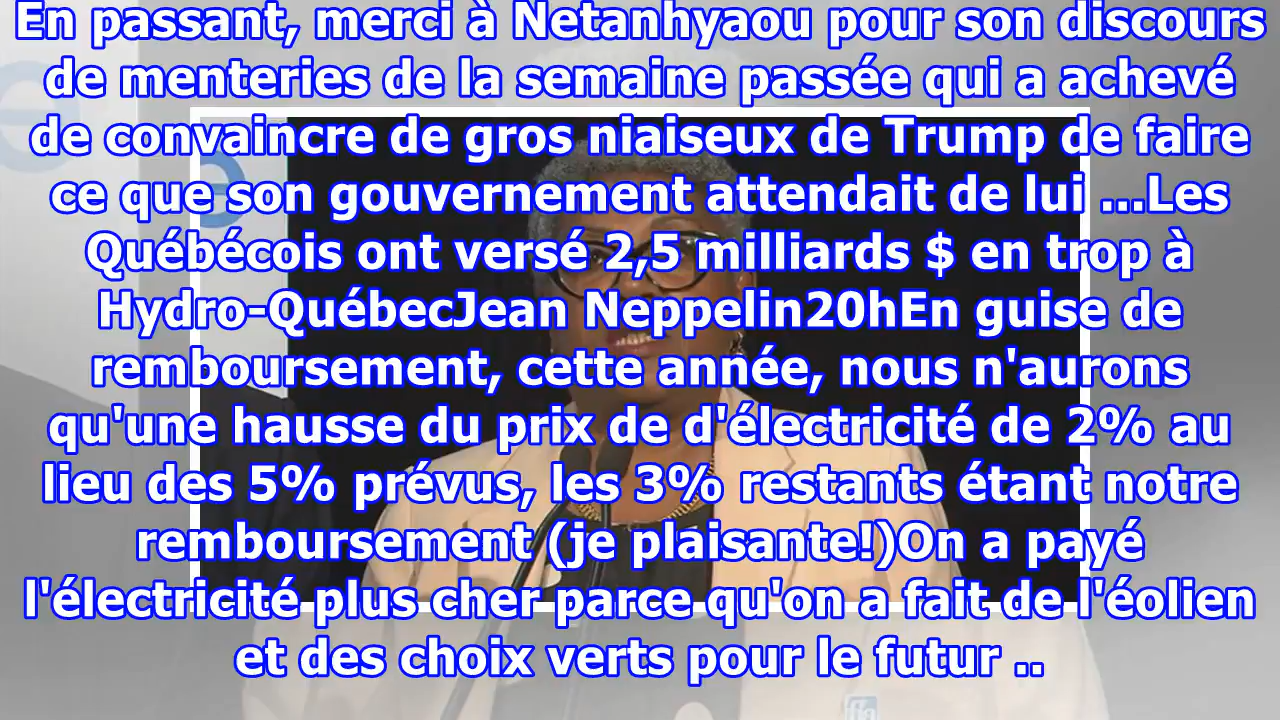 En passant, merci à Netanhyaou pour son discours
de menteries de la semaine passée qui a achevé
de convaincre de gros niaiseux de Trump de faire
ce que son gouvernement attendait de lui ...Les
Québécois ont versé 2,5 milliards $ en trop à
Hydro-QuébecJean Neppelin20hEn guise de
remboursement, cette année, nous n'aurons
qu'une hausse du prix de d'électricité de 2% au
lieu des 5% prévus, les 3% restants étant notre
remboursement (je plaisante!)On a payé
l'électricité plus cher parce qu'on a fait de l'éolien
et des choix verts pour le futur ..